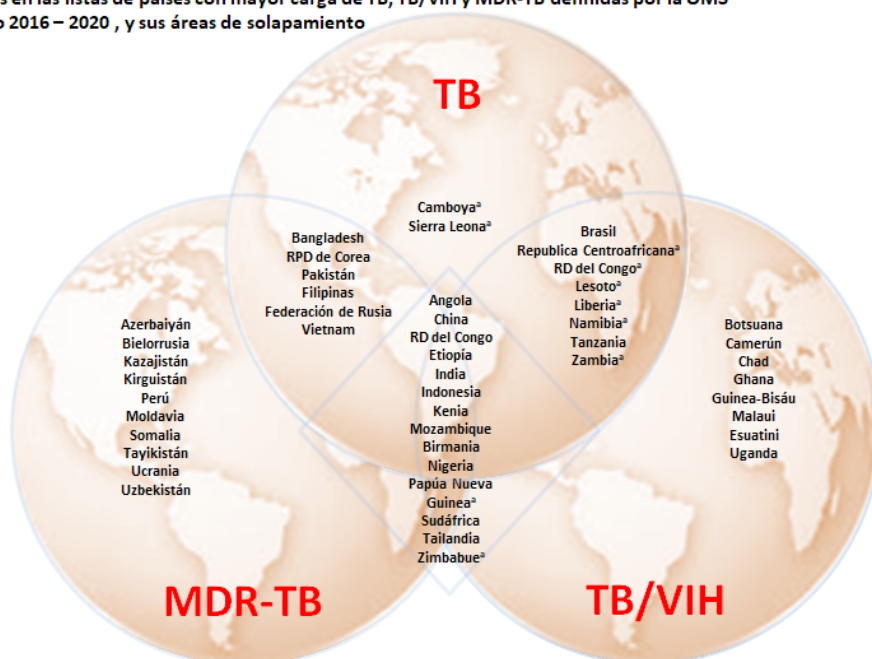 s en las listas de países con mayor carga de TB, TB/VIH y MDR-TB definidas por la OMS
o 2016 – 2020 , y sus áreas de solapamiento
TB
Camboyaª
Sierra Leonaª
Bangladesh
RPD de Corea
Pakistán
Filipinas
Federación de Rusia
Vietnam
Brasil
Republica Centroafricanaª
RD del Congoª
Lesotoª
Liberiaª
Namibiaª
Tanzania
Zambiaª
Angola
China
RD del Congo
Etiopía
India
Indonesia
Kenia
Mozambique
Birmania
Nigeria
Papúa Nueva
Guineaª
Sudáfrica
Tailandia
Zimbabueª
Azerbaiyán
Bielorrusia
Kazajistán
Kirguistán
Perú
Moldavia
Somalia
Tayikistán
Ucrania
Uzbekistán
Botsuana
Camerún
Chad
Ghana
Guinea-Bisáu
Malaui
Esuatini
Uganda
MDR-TB
TB/VIH